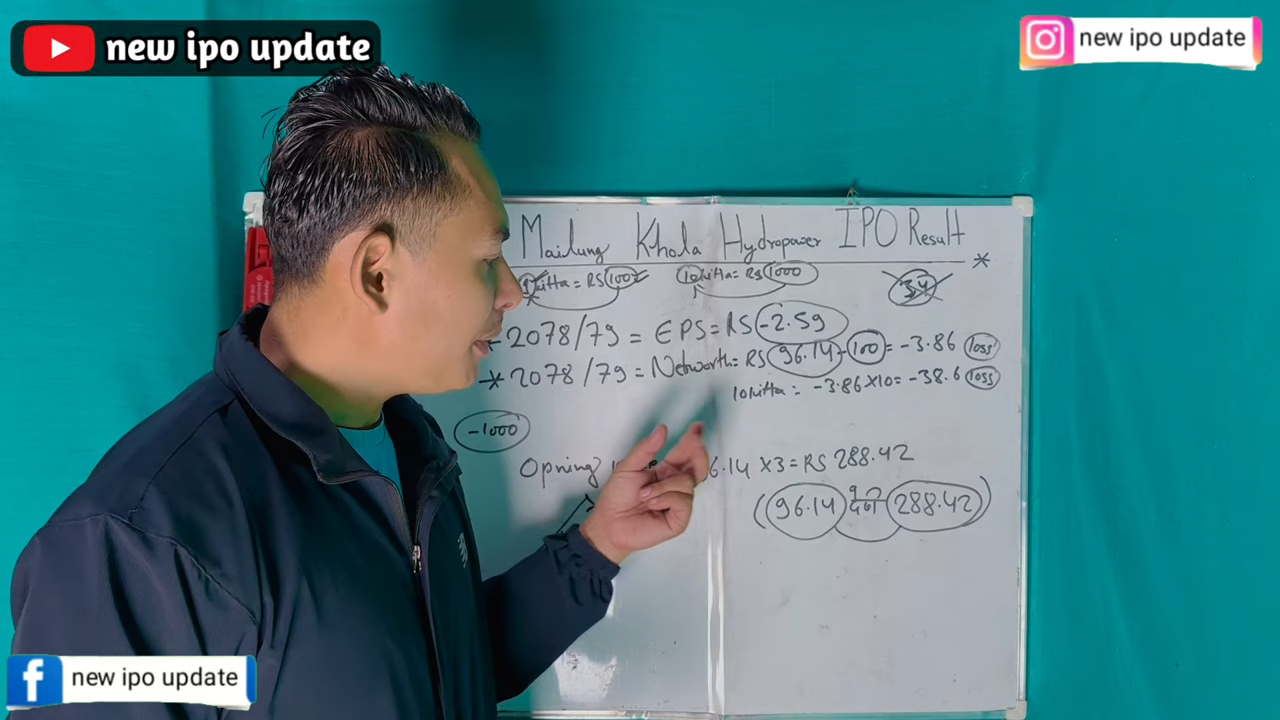 new ipo update
new ipo update
Mailung Khola Hydropower IPO Result
*
1 kitta = RS 100
10 kitta = RS 1000
2078/79 = EPS = RS -2.59
* 2078/79 = Networth = RS 96.14 - 100 = -3.86 loss
10 kitta = -3.86 X 10 = -38.6 loss
-1000
Opning 6.14 X3 = RS 288.42
(96.14 288.42)
new ipo update